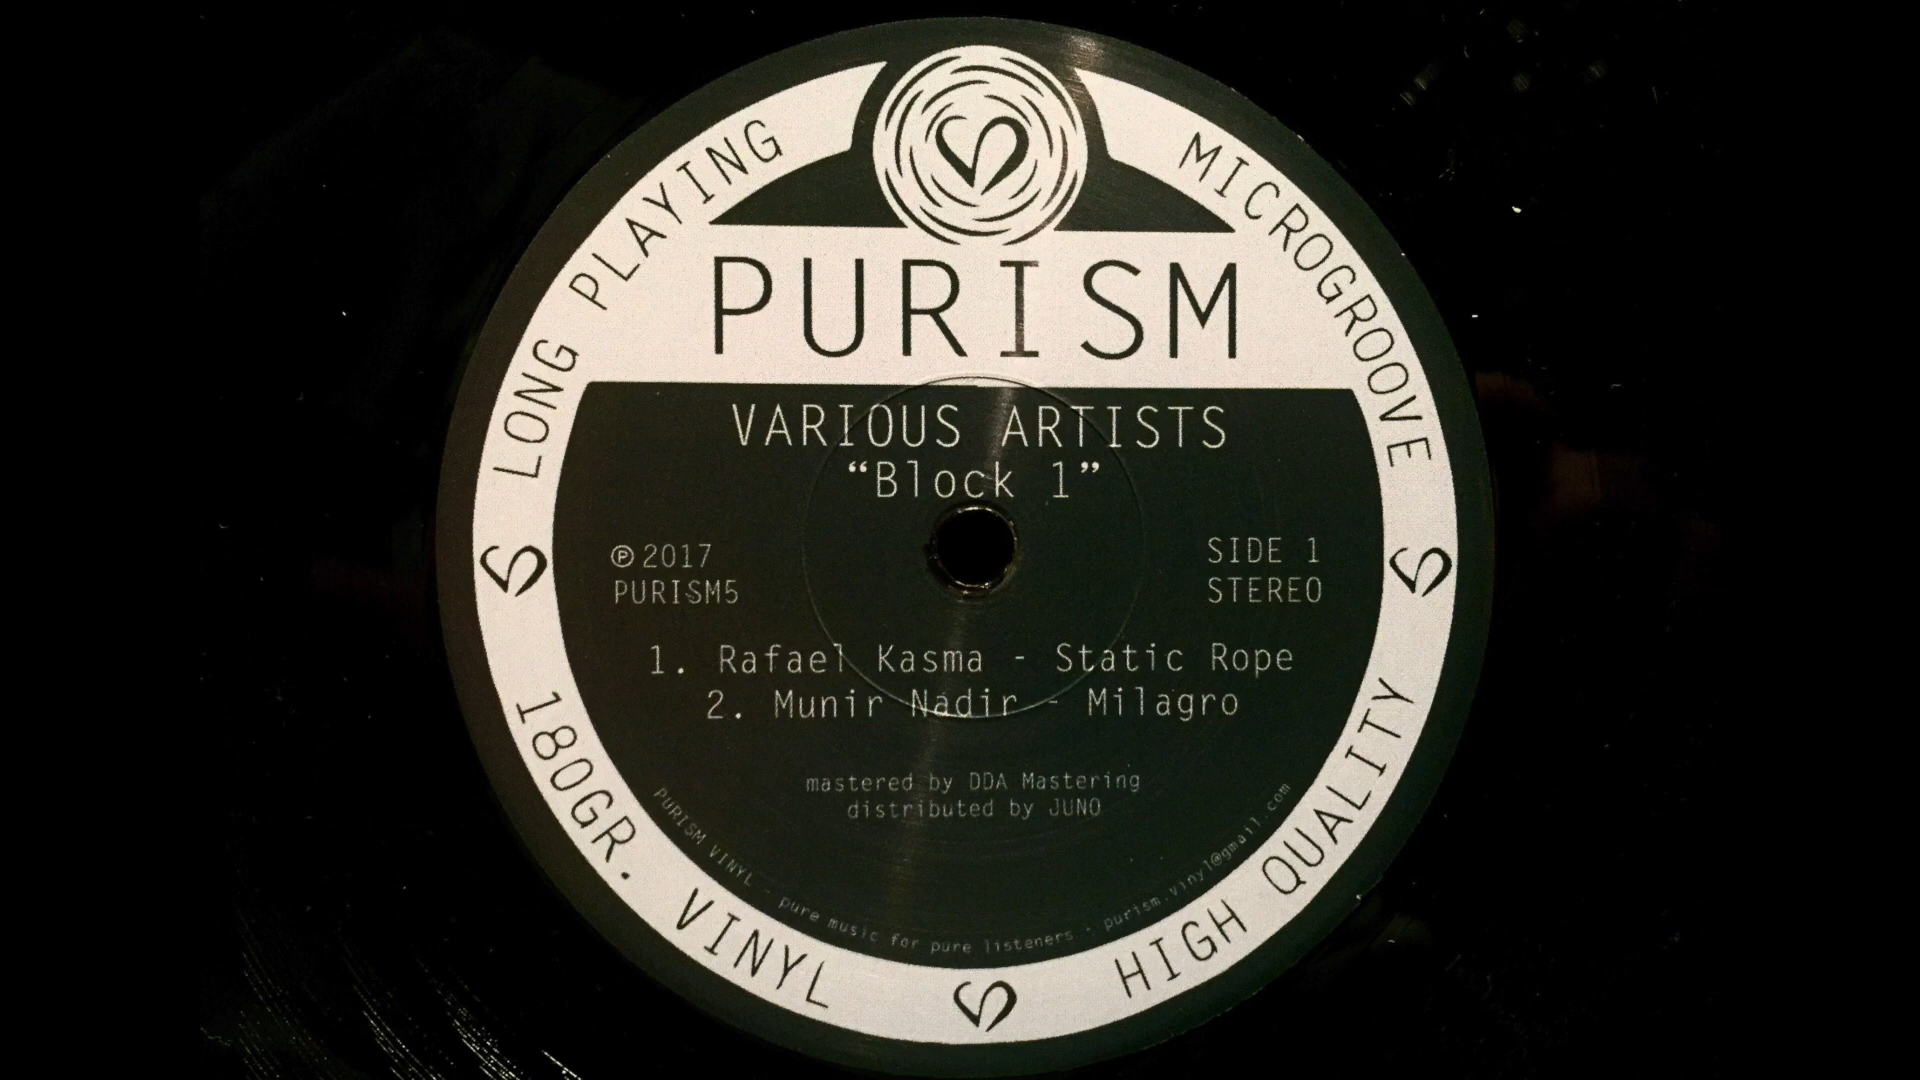 LONG PLAYING
MICROGROOVE
PURISM
VARIOUS ARTISTS
“Block 1”
℗2017
PURISM5
SIDE 1
STEREO
1. Rafael Kasma - Static Rope
2. Munir Nadir - Milagro
mastered by DDA Mastering
distributed by JUNO
PURISM VINYL - pure music for pure listeners - purism.vinyl@gmail.com
180GR. VINYL
HIGH QUALITY